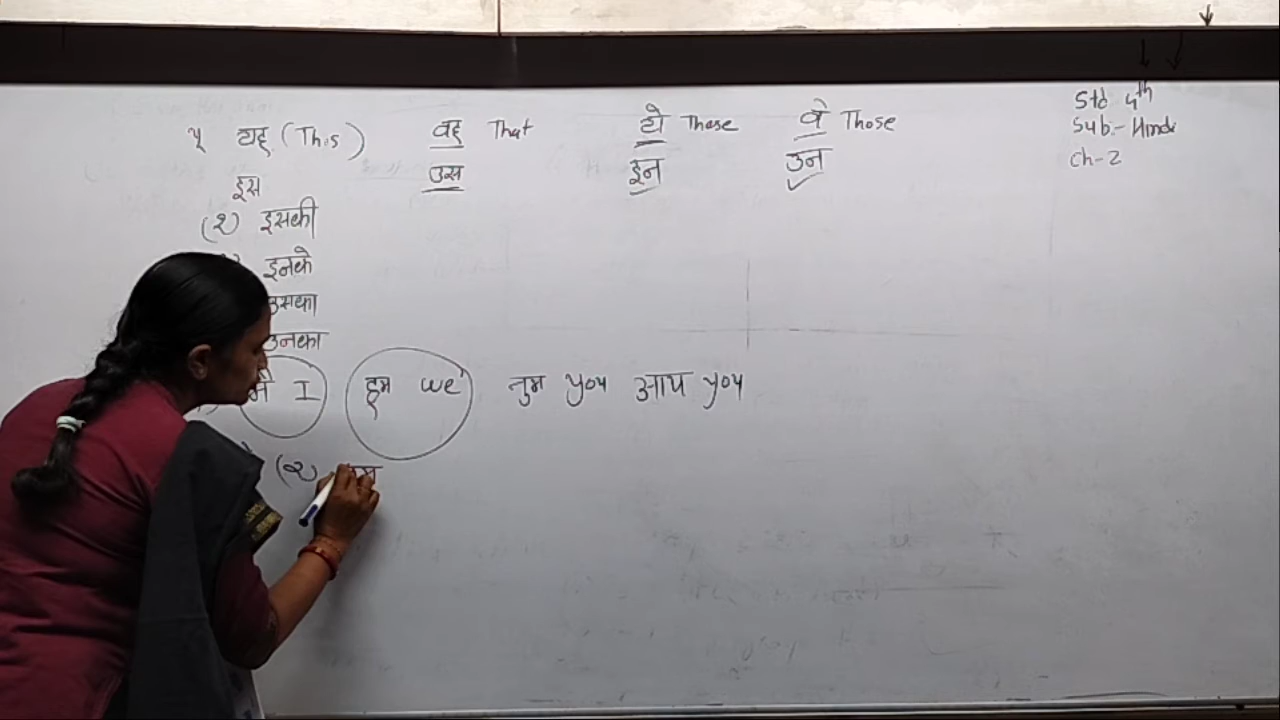 ५ यह (This) वह That ये These वे Those
इस उस इन उन
(१) इसकी
इनके
उसका
उनका
मैं I हम we तुम you आप you
(२)
Std 4th
Sub:- Hindi
Ch-2